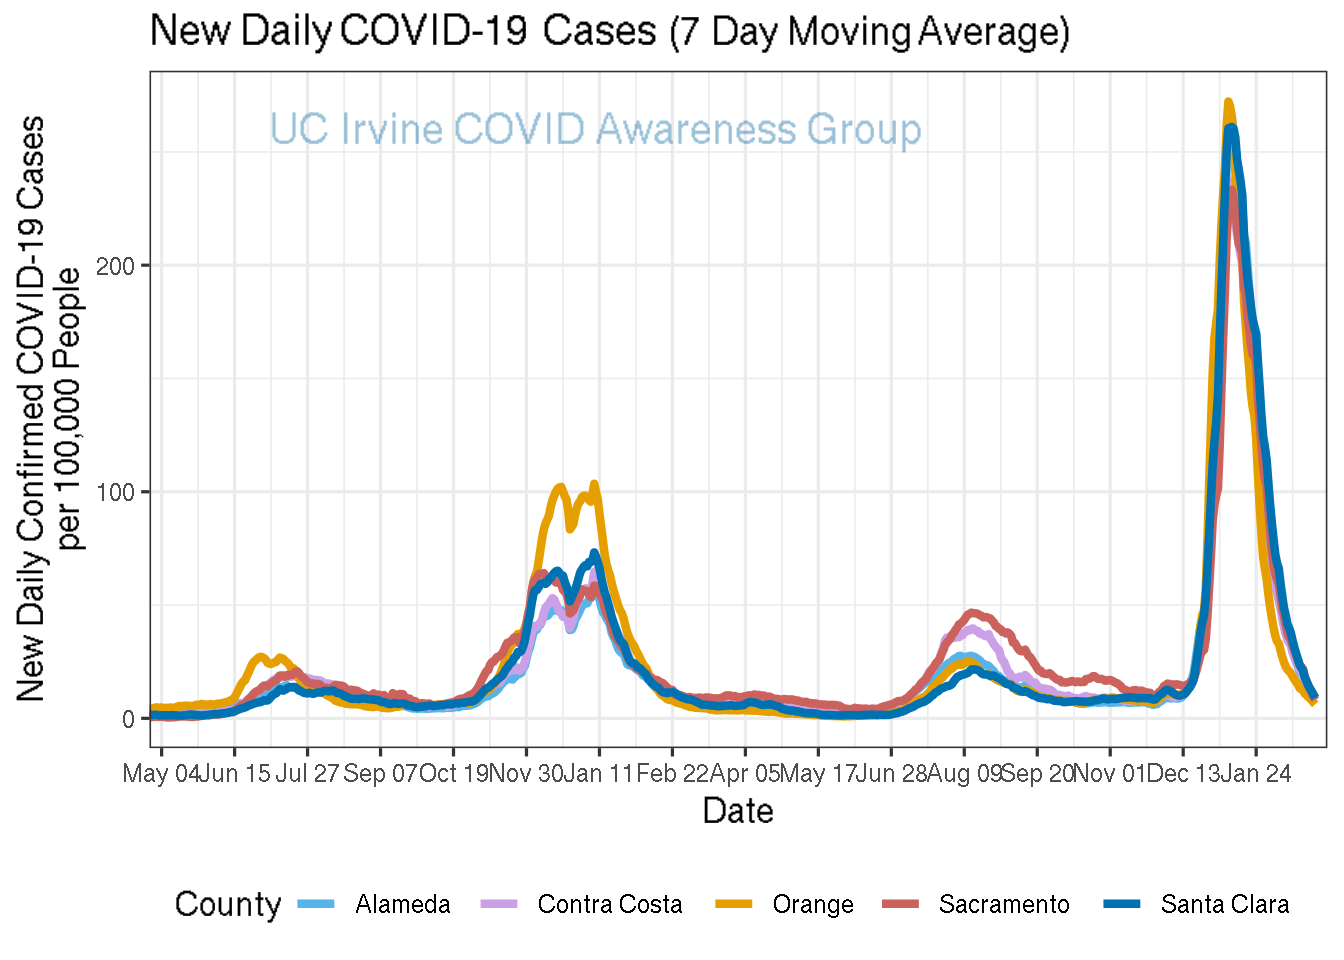 New Daily COVID-19 Cases (7 Day Moving Average)
UC Irvine COVID Awareness Group
New Daily Confirmed COVID-19 Cases
per 100,000 People
200
100
0
May 04 Jun 15 Jul 27 Sep 07 Oct 19 Nov 30 Jan 11 Feb 22 Apr 05 May 17 Jun 28 Aug 09 Sep 20 Nov 01 Dec 13 Jan 24
Date
County Alameda Contra Costa Orange Sacramento Santa Clara